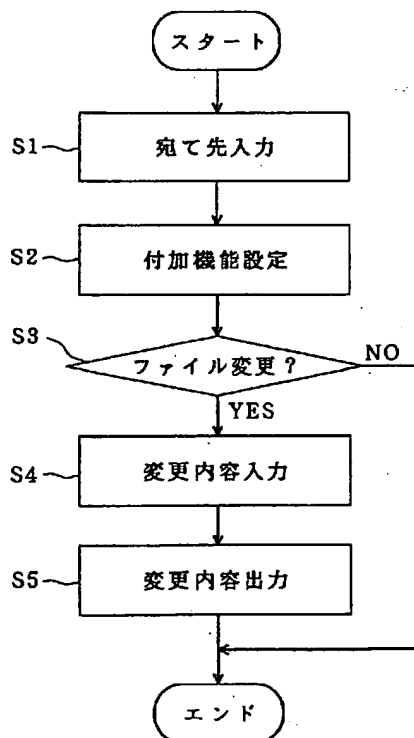 スタート
S1 宛て先入力
S2 付加機能設定
S3 ファイル変更? NO
YES
S4 変更内容入力
S5 変更内容出力
エンド